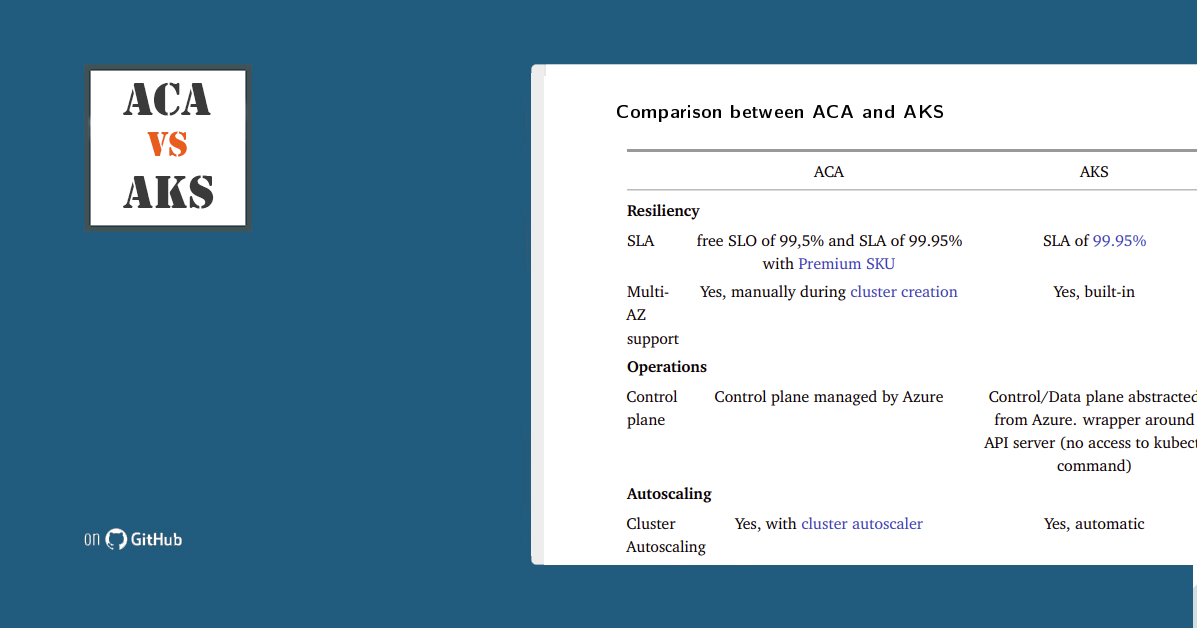 ACA
VS
AKS
on GitHub
Comparison between ACA and AKS
ACA AKS
Resiliency
SLA free SLO of 99,5% and SLA of 99.95% SLA of 99.95%
with Premium SKU
Multi- Yes, manually during cluster creation Yes, built-in
AZ
support
Operations
Control Control plane managed by Azure Control/Data plane abstracted
plane from Azure. wrapper around
API server (no access to kubect
command)
Autoscaling
Cluster Yes, with cluster autoscaler Yes, automatic
Autoscaling